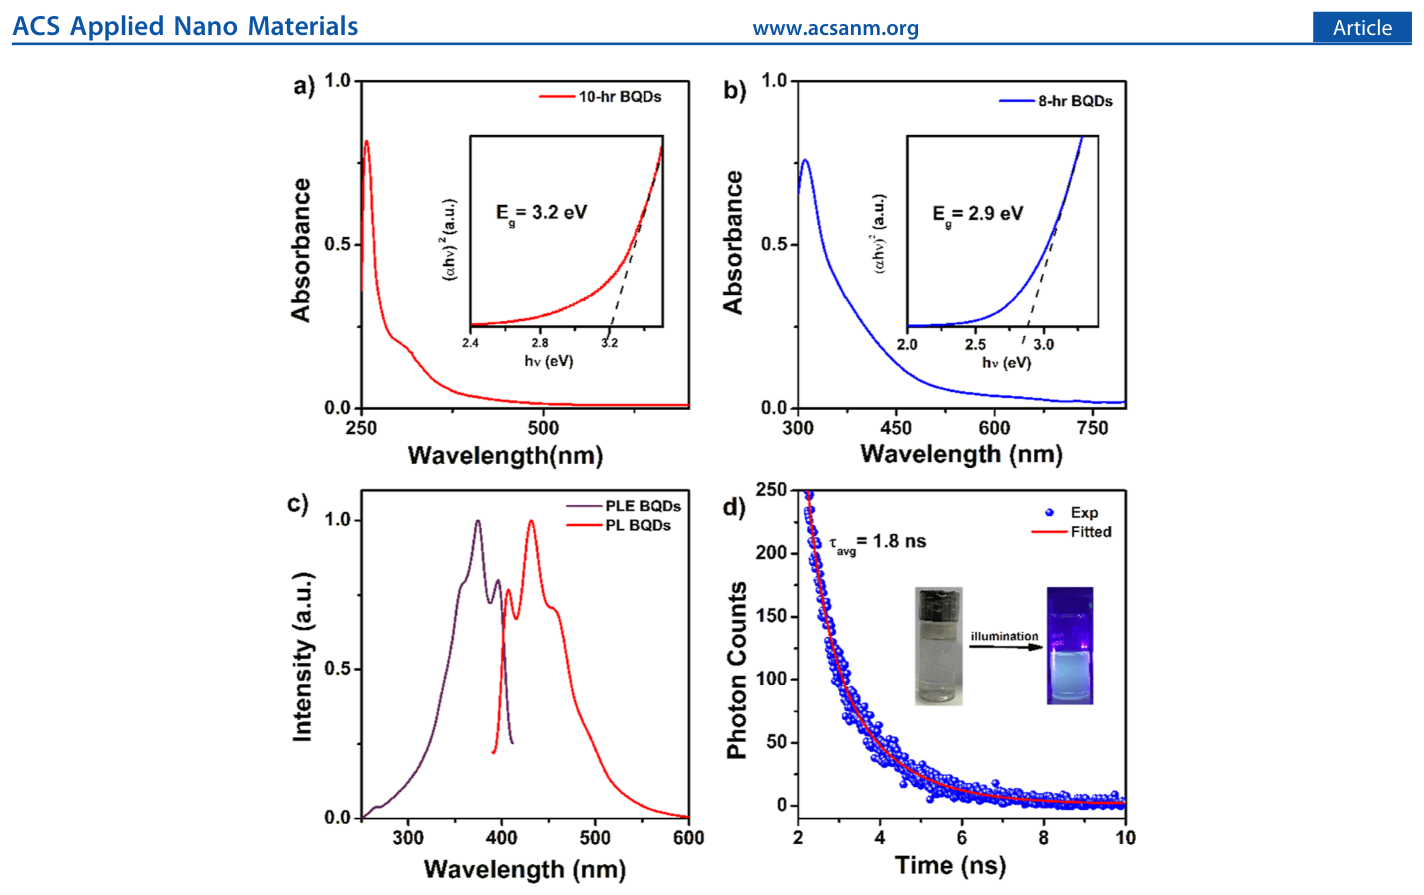 ACS Applied Nano Materials
www.acsanm.org
Article
a)
1.0
0.5
0.0
Absorbance
10-hr BQDs
(αhν)² (a.u.)
Eg = 3.2 eV
2.4 2.8 3.2
hν (eV)
250 500
Wavelength(nm)
b)
1.0
0.5
0.0
Absorbance
8-hr BQDs
(αhν)² (a.u.)
Eg = 2.9 eV
2.0 2.5 3.0
hν (eV)
300 450 600 750
Wavelength (nm)
c)
1.0
0.5
0.0
Intensity (a.u.)
PLE BQDs
PL BQDs
300 400 500 600
Wavelength (nm)
d)
250
200
150
100
50
0
Photon Counts
Exp
Fitted
τavg = 1.8 ns
illumination
2 4 6 8 10
Time (ns)